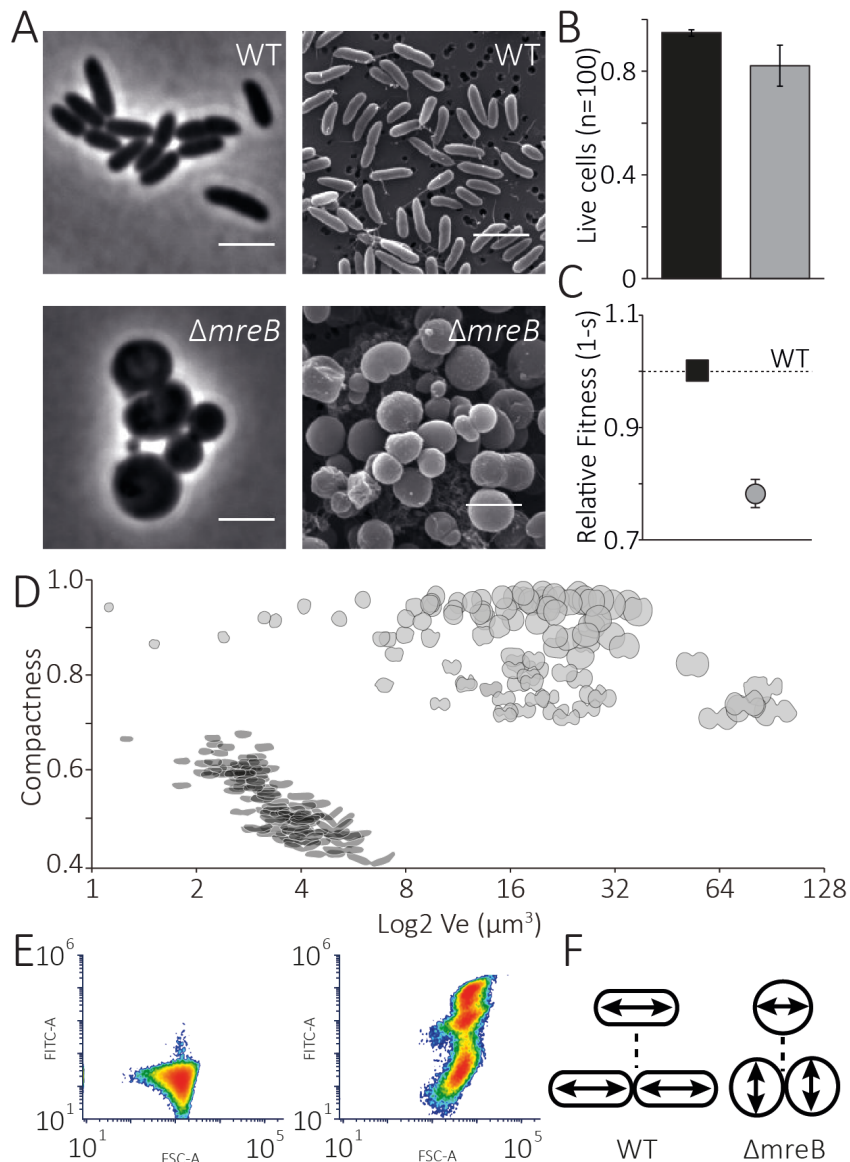 A
WT
WT
ΔmreB
ΔmreB
B
Live cells (n=100)
0.8
0.4
0
C
Relative Fitness (1-s)
1.1
0.9
0.7
WT
D
Compactness
1.0
0.8
0.6
0.4
1 2 4 8 16 32 64 128
Log2 Ve (μm³)
E
FITC-A
10⁶
10¹
10¹ 10⁵
FSC-A
FITC-A
10⁶
10¹
10¹ 10⁵
FSC-A
F
WT
ΔmreB